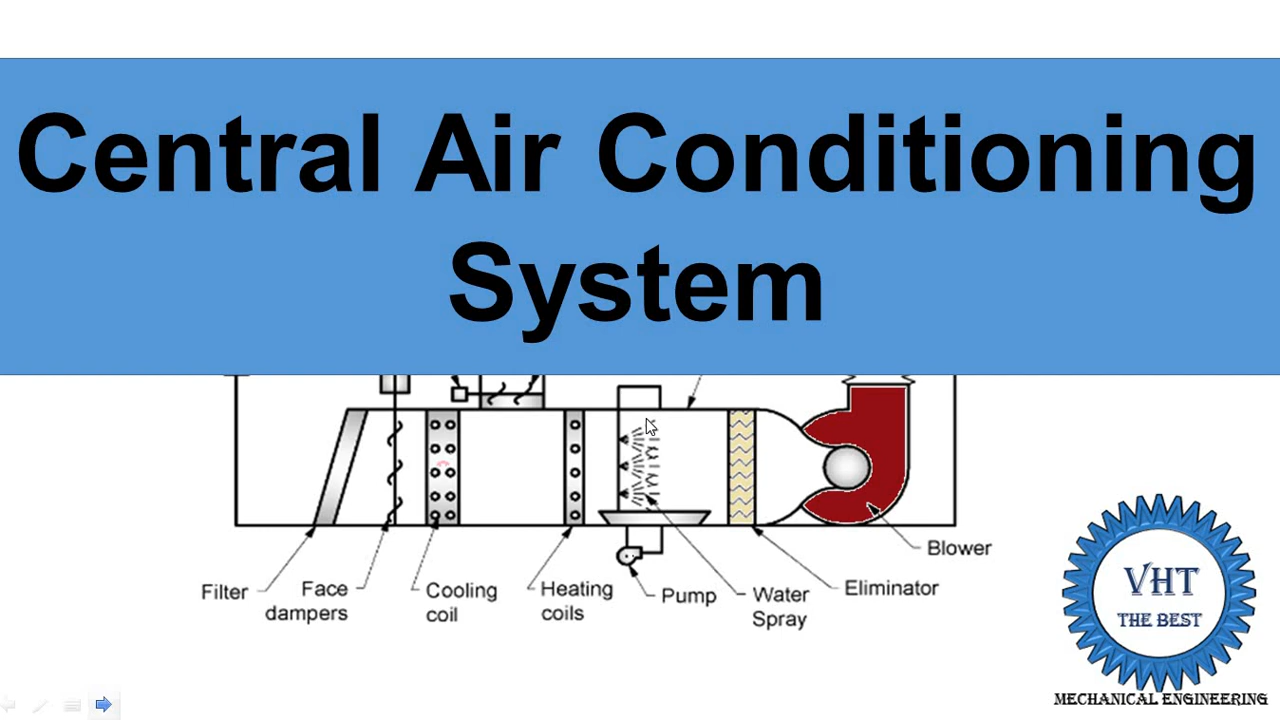 Central Air Conditioning
System
Filter
Face
dampers
Cooling
coil
Heating
coils
Pump
Water
Spray
Eliminator
Blower
VHT
THE BEST
MECHANICAL ENGINEERING